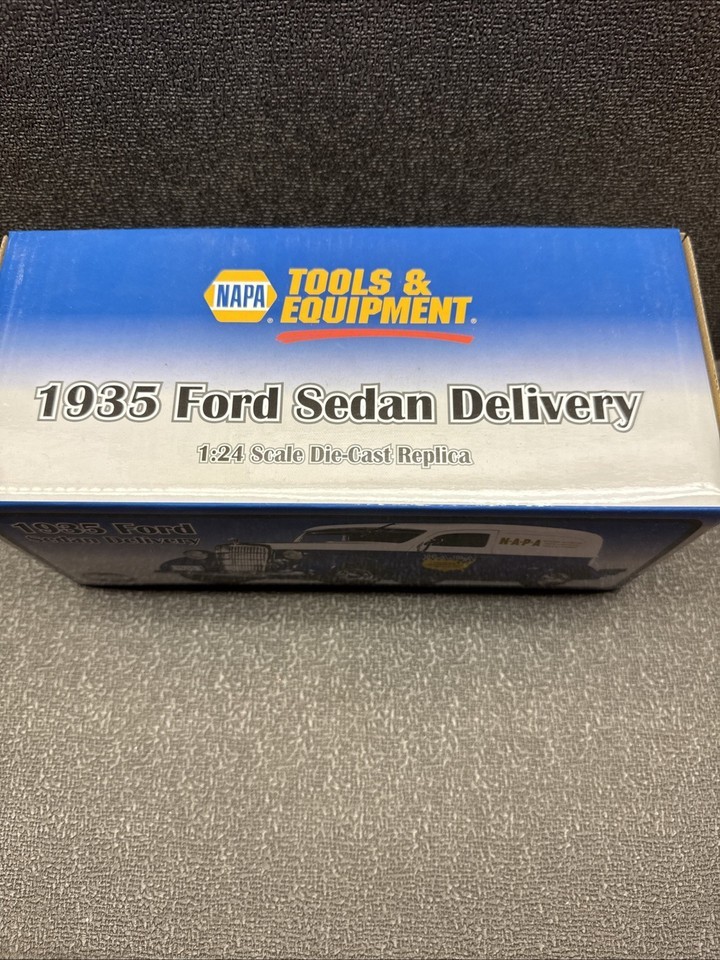 NAPA
TOOLS &
EQUIPMENT
1935 Ford Sedan Delivery
1:24 Scale Die-Cast Replica
1935 Ford
Sedan Delivery
N·A·P·A